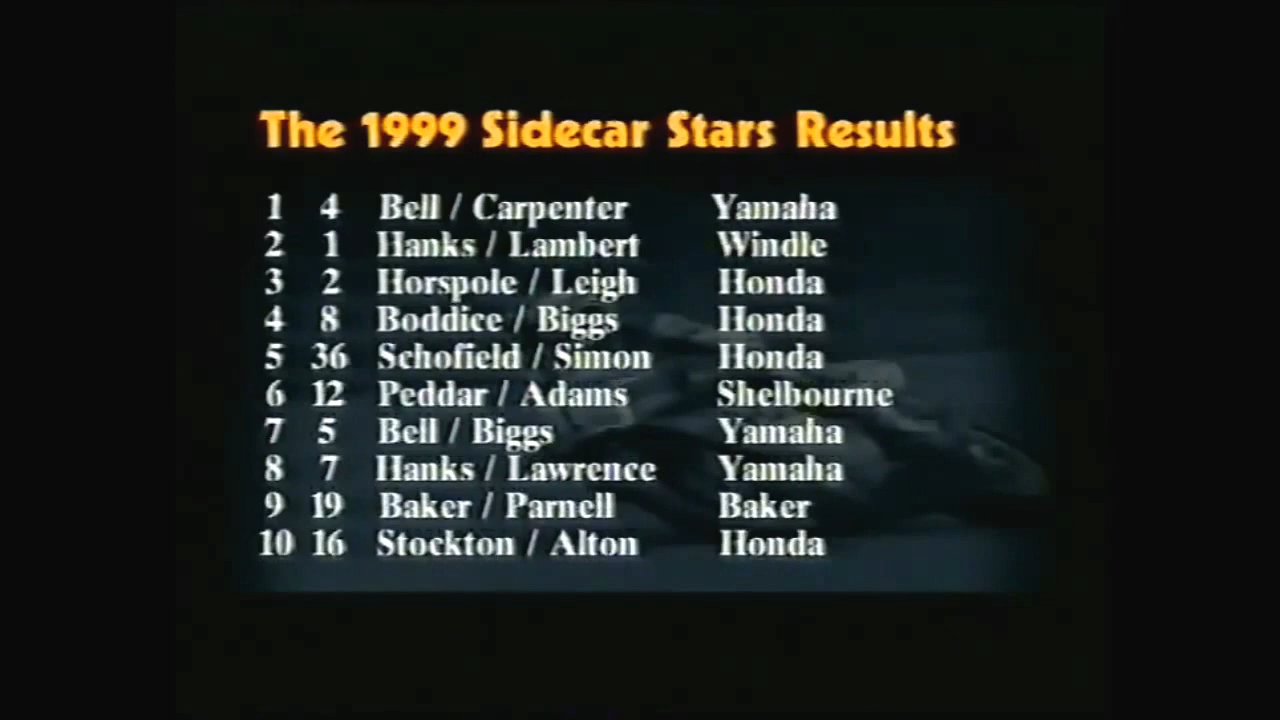 The 1999 Sidecar Stars Results
1 4 Bell / Carpenter Yamaha
2 1 Hanks / Lambert Windle
3 2 Horspole / Leigh Honda
4 8 Boddice / Biggs Honda
5 36 Schofield / Simon Honda
6 12 Peddar / Adams Shelbourne
7 5 Bell / Biggs Yamaha
8 7 Hanks / Lawrence Yamaha
9 19 Baker / Parnell Baker
10 16 Stockton / Alton Honda